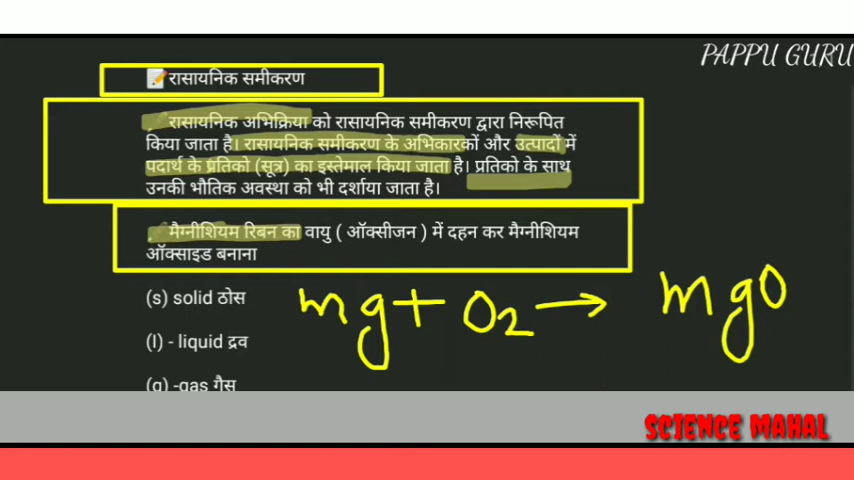 PAPPU GURU
📝रासायनिक समीकरण
रासायनिक अभिक्रिया को रासायनिक समीकरण द्वारा निरूपित
किया जाता है। रासायनिक समीकरण के अभिकारकों और उत्पादों में
पदार्थ के प्रतिको (सूत्र) का इस्तेमाल किया जाता है। प्रतिको के साथ
उनकी भौतिक अवस्था को भी दर्शाया जाता है।
मैग्नीशियम रिबन का वायु ( ऑक्सीजन ) में दहन कर मैग्नीशियम
ऑक्साइड बनाना
(s) solid ठोस
mg + O2 → mgO
(l) - liquid द्रव
(g) -gas गैस
SCIENCE MAHAL